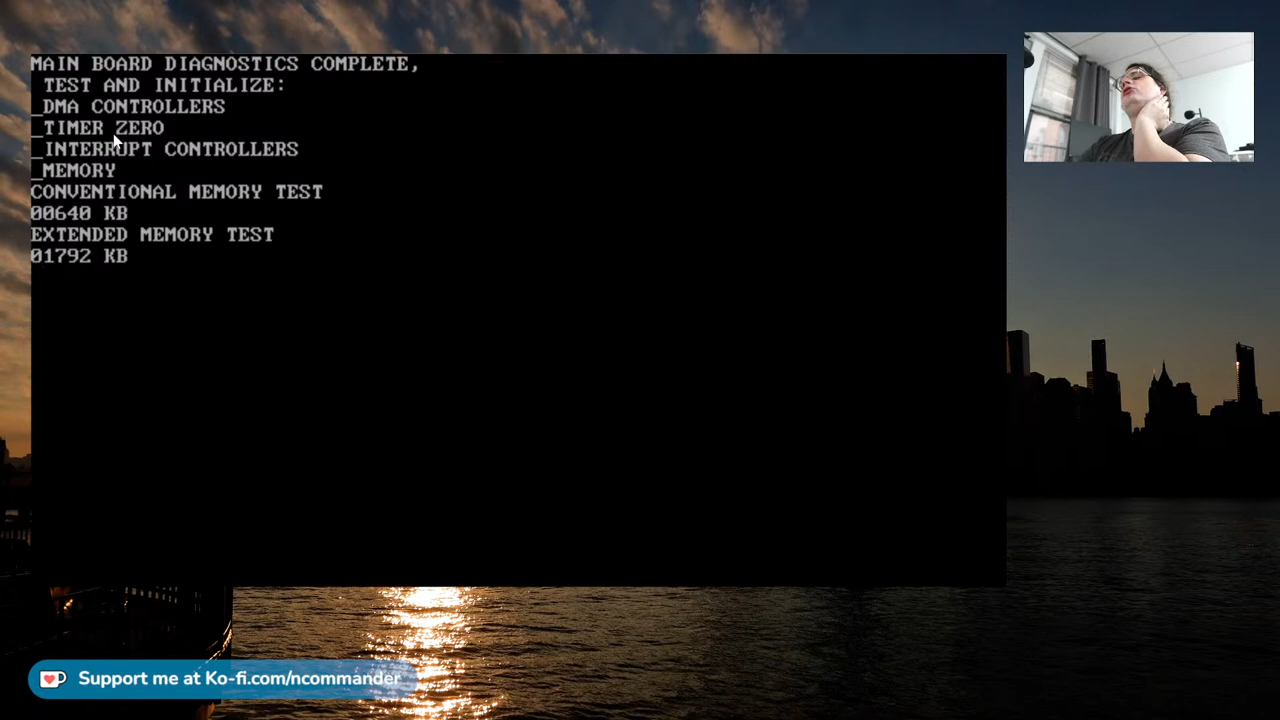 MAIN BOARD DIAGNOSTICS COMPLETE,
TEST AND INITIALIZE:
_DMA CONTROLLERS
_TIMER ZERO
_INTERRUPT CONTROLLERS
_MEMORY
CONVENTIONAL MEMORY TEST
00640 KB
EXTENDED MEMORY TEST
01792 KB
Support me at Ko-fi.com/ncommander